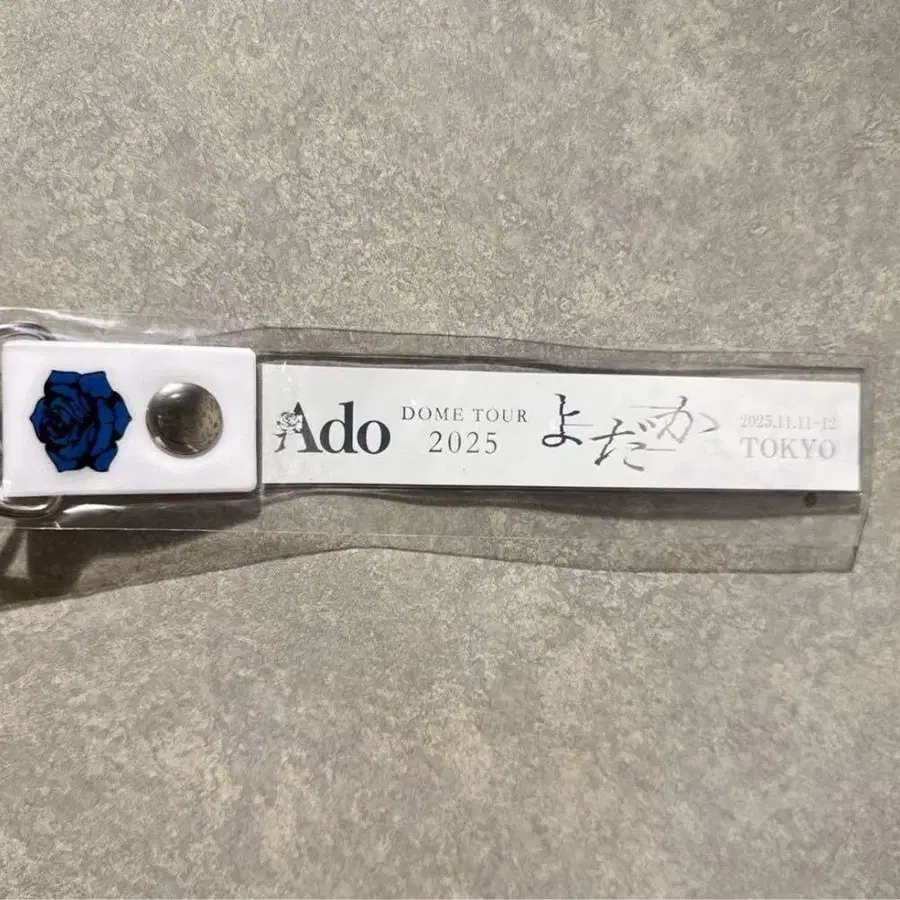 Ado
DOME TOUR
2025
よだか
2025.11.11-12
TOKYO